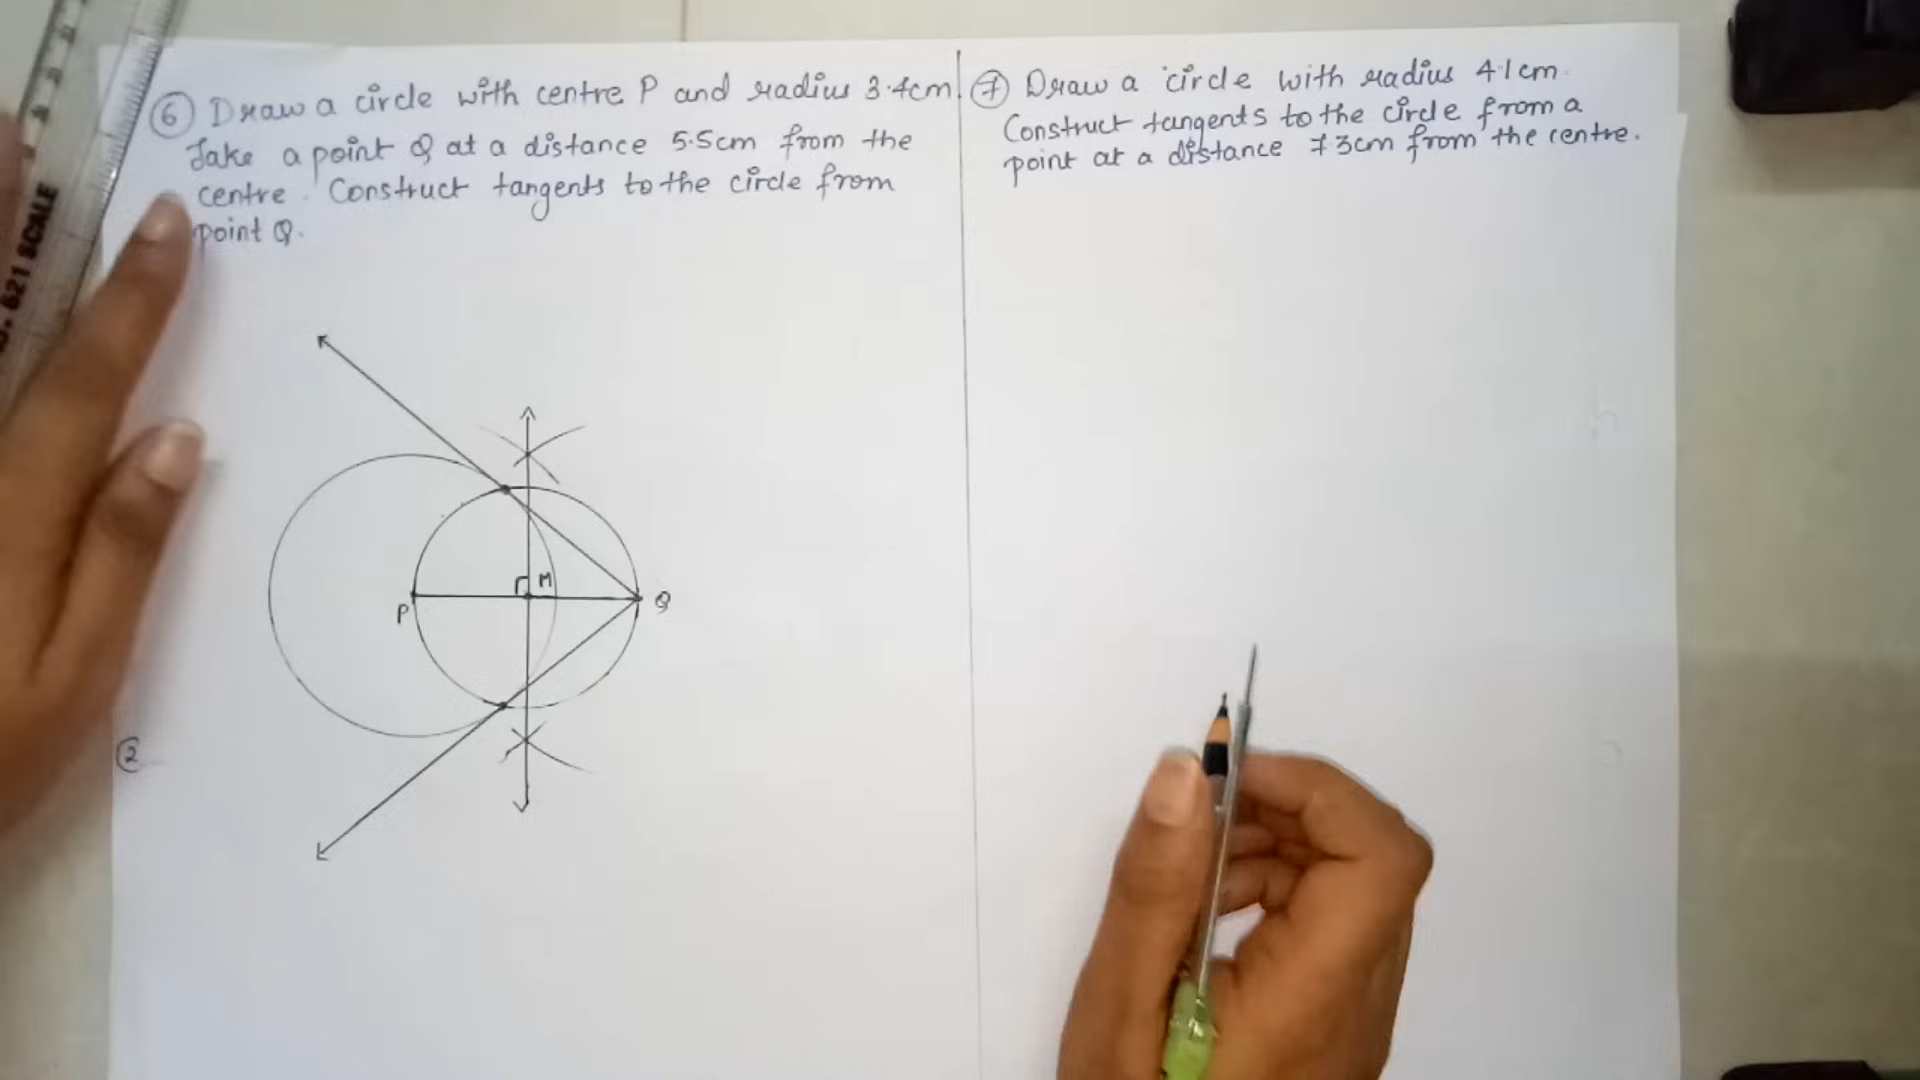 6 Draw a circle with centre P and radius 3.4cm.
Take a point Q at a distance 5.5cm from the
centre. Construct tangents to the circle from
point Q.
7 Draw a circle with radius 4.1cm.
Construct tangents to the circle from a
point at a distance 7.3cm from the centre.
M
P
Q
2
621 SCALE